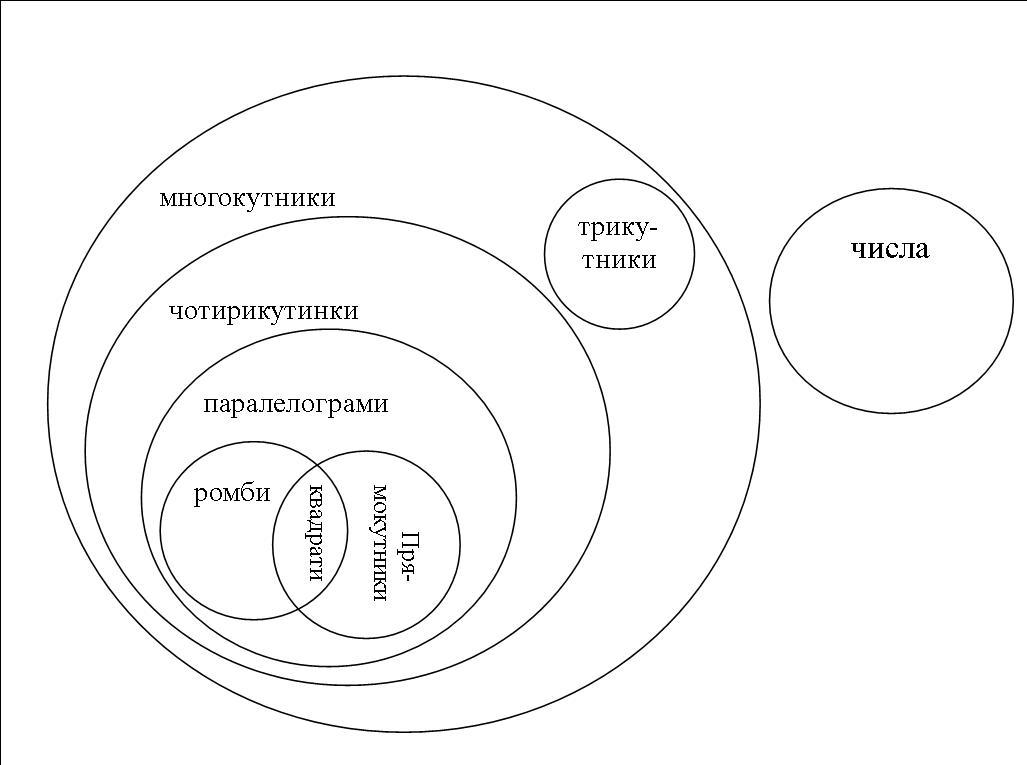 многокутники
трику-
тники
числа
чотирикутинки
паралелограми
ромби
квадрати
Пря-
мокутники